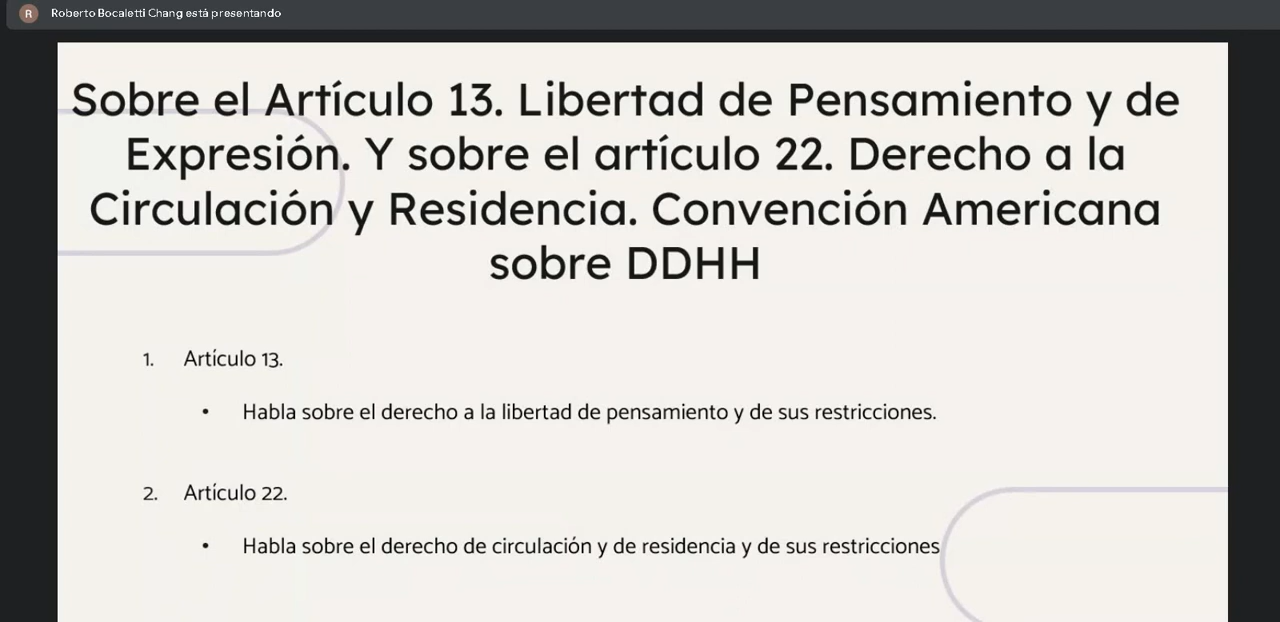 R Roberto Bocaletti Chang está presentando
Sobre el Artículo 13. Libertad de Pensamiento y de
Expresión. Y sobre el artículo 22. Derecho a la
Circulación y Residencia. Convención Americana
sobre DDHH
1. Artículo 13.
• Habla sobre el derecho a la libertad de pensamiento y de sus restricciones.
2. Artículo 22.
• Habla sobre el derecho de circulación y de residencia y de sus restricciones